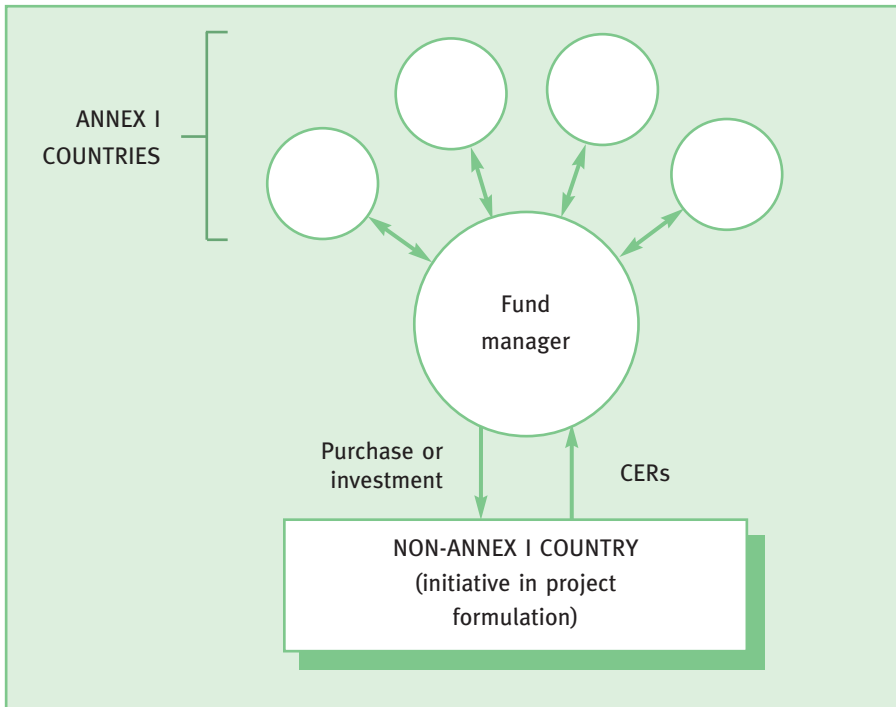 ANNEX I
COUNTRIES
Fund
manager
Purchase or
investment
CERs
NON-ANNEX I COUNTRY
(initiative in project
formulation)